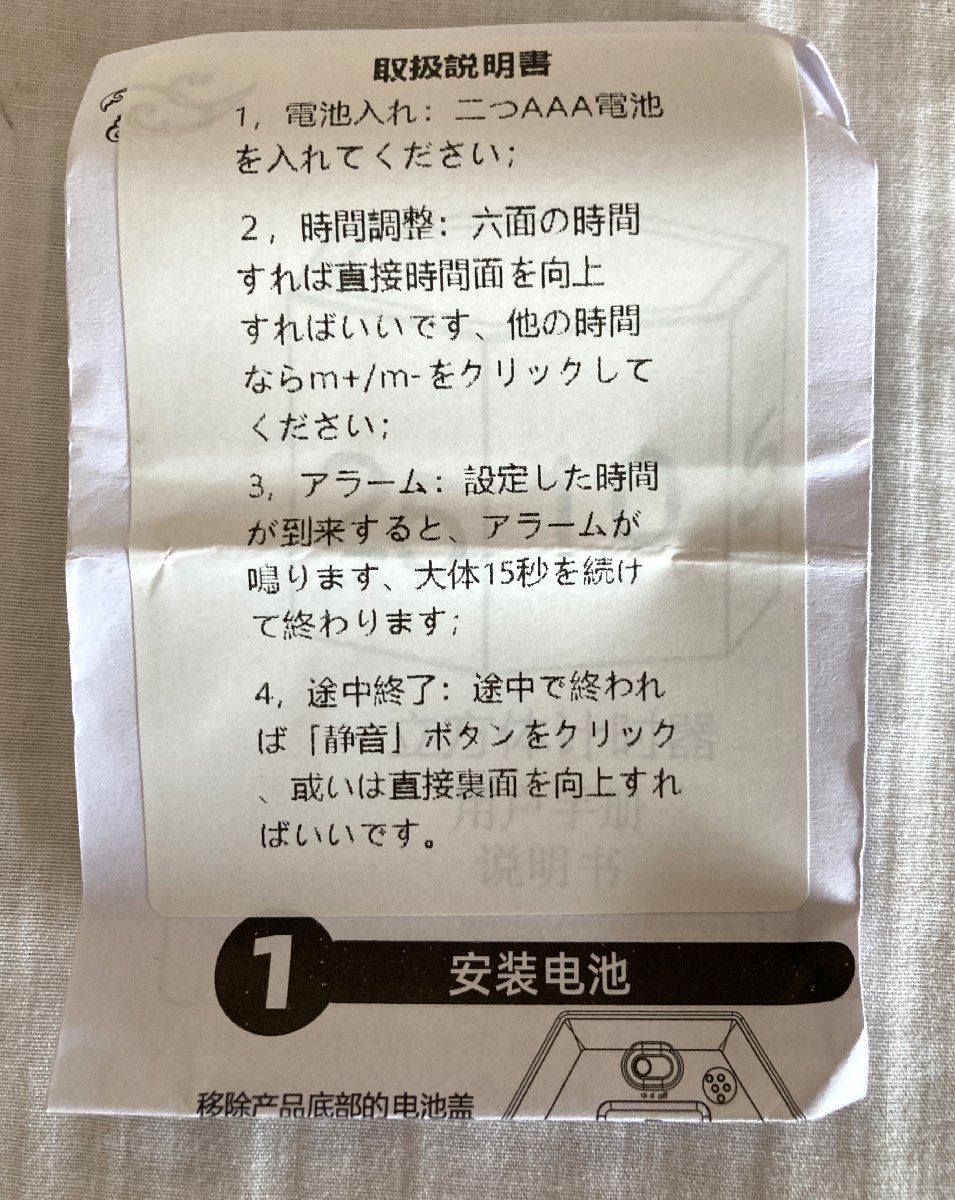 取扱説明書
1, 電池入れ: 二つAAA電池
を入れてください;
2, 時間調整: 六面の時間
すれば直接時間面を向上
すればいいです、他の時間
ならm+/m-をクリックして
ください;
3, アラーム: 設定した時間
が到来すると、アラームが
鳴ります、大体15秒を続け
て終わります;
4, 途中終了: 途中で終われ
ば「静音」ボタンをクリック
、或いは直接裏面を向上すれ
ばいいです。
用户手册
说明书
1 安装电池
移除产品底部的电池盖